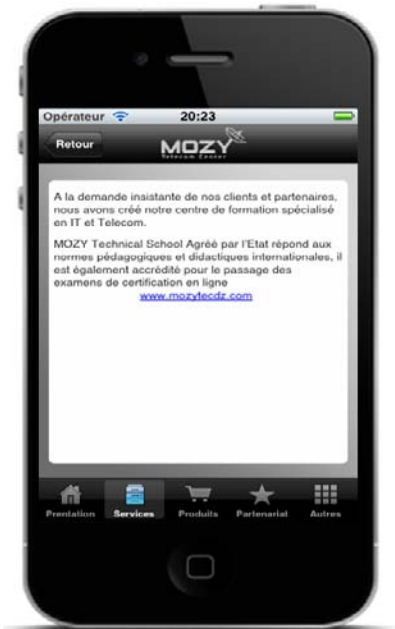 Opérateur 20:23
Retour
MOZY
Telecom Center
A la demande insistante de nos clients et partenaires,
nous avons créé notre centre de formation spécialisé
en IT et Telecom.
MOZY Technical School Agréé par l'Etat répond aux
normes pédagogiques et didactiques internationales, il
est également accrédité pour le passage des
examens de certification en ligne
www.mozytecdz.com
Prentation Services Produits Partenariat Autres